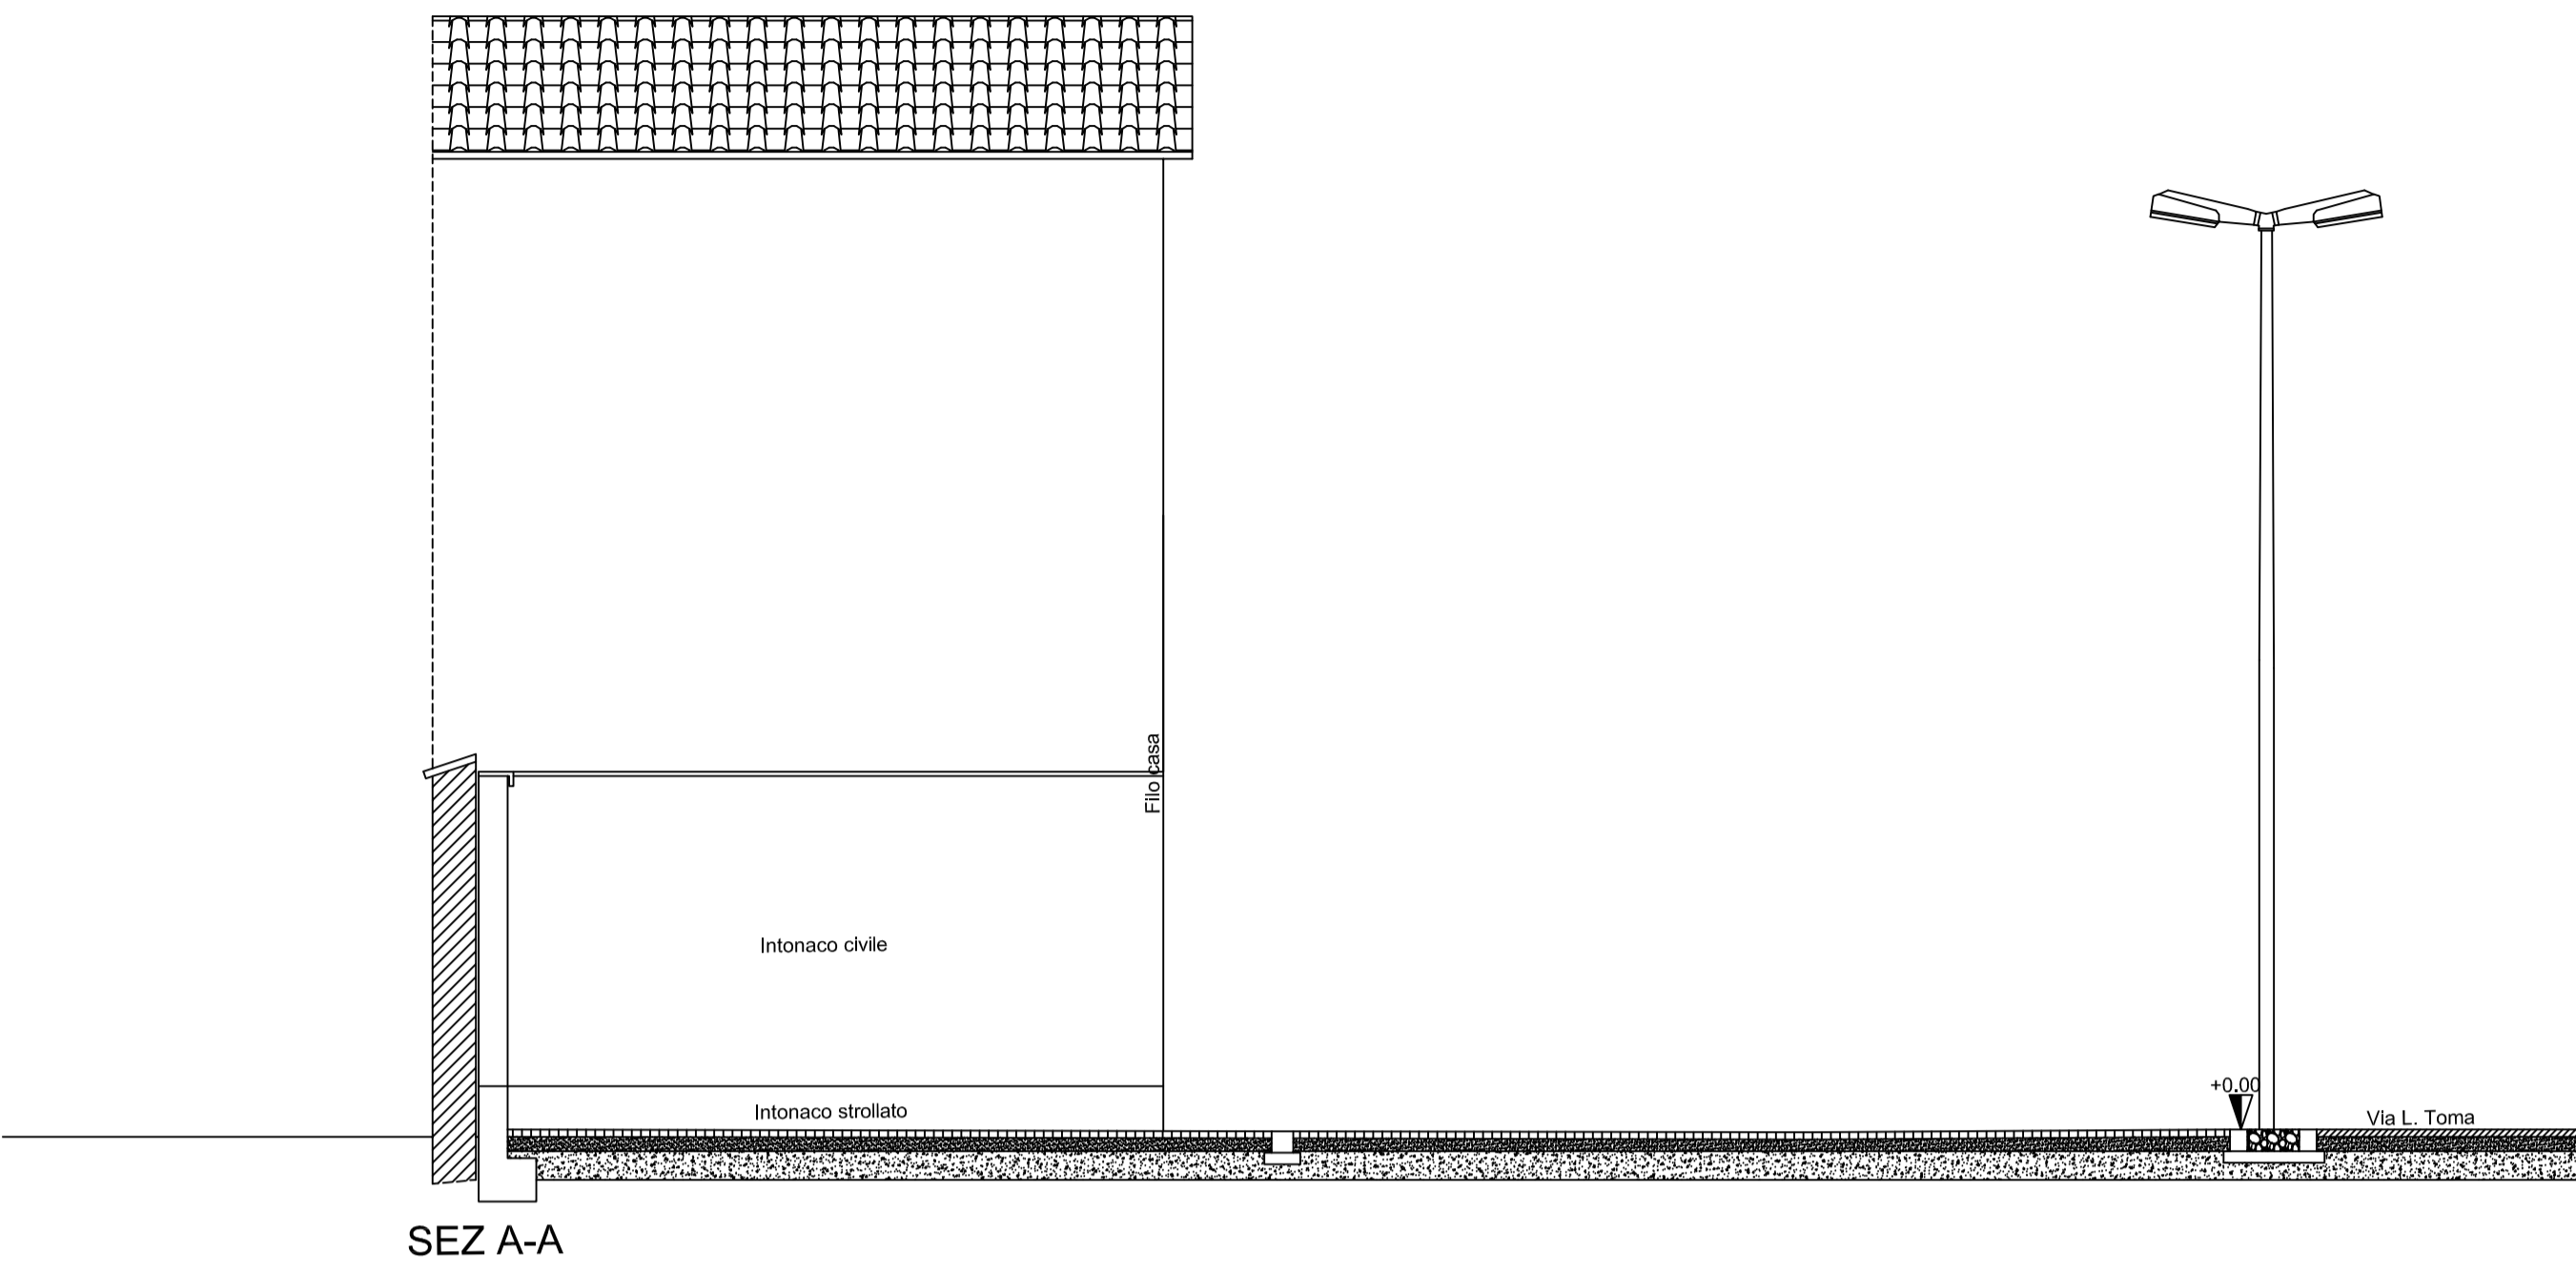 Filo casa
Intonaco civile
Intonaco strollato
+0.00
Via L. Toma
SEZ A-A